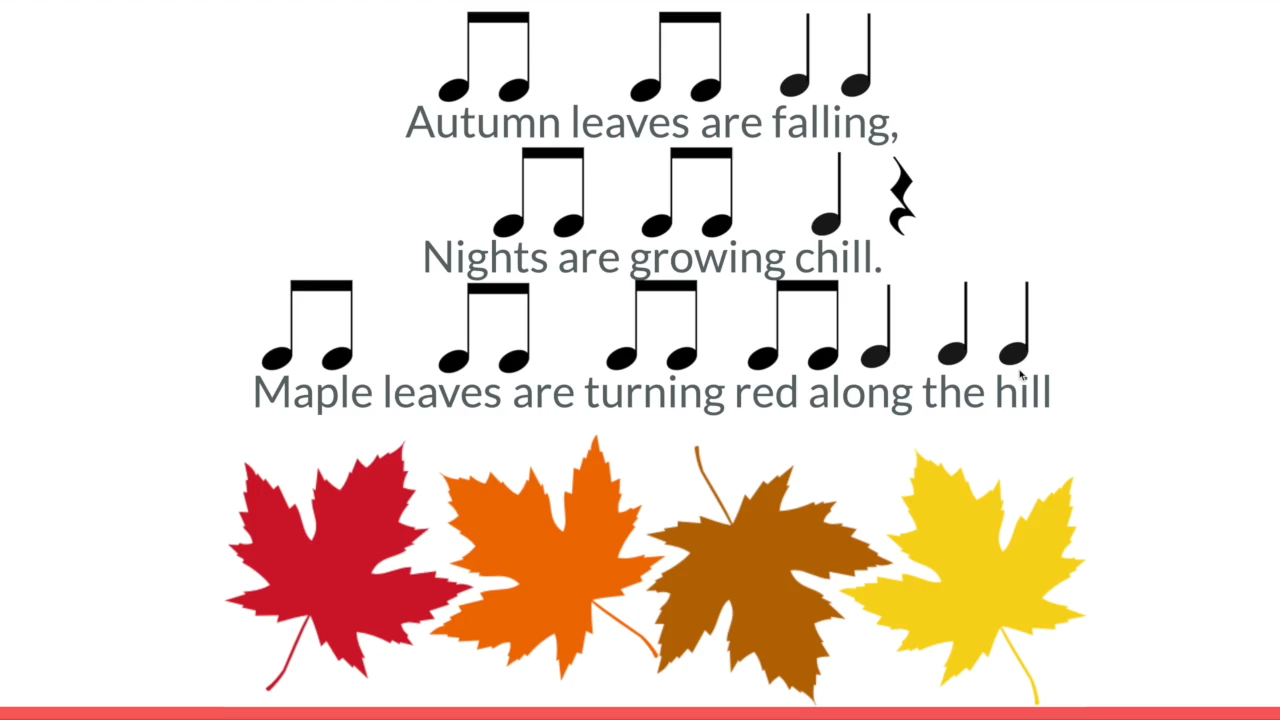 Autumn leaves are falling,
Nights are growing chill.
Maple leaves are turning red along the hill